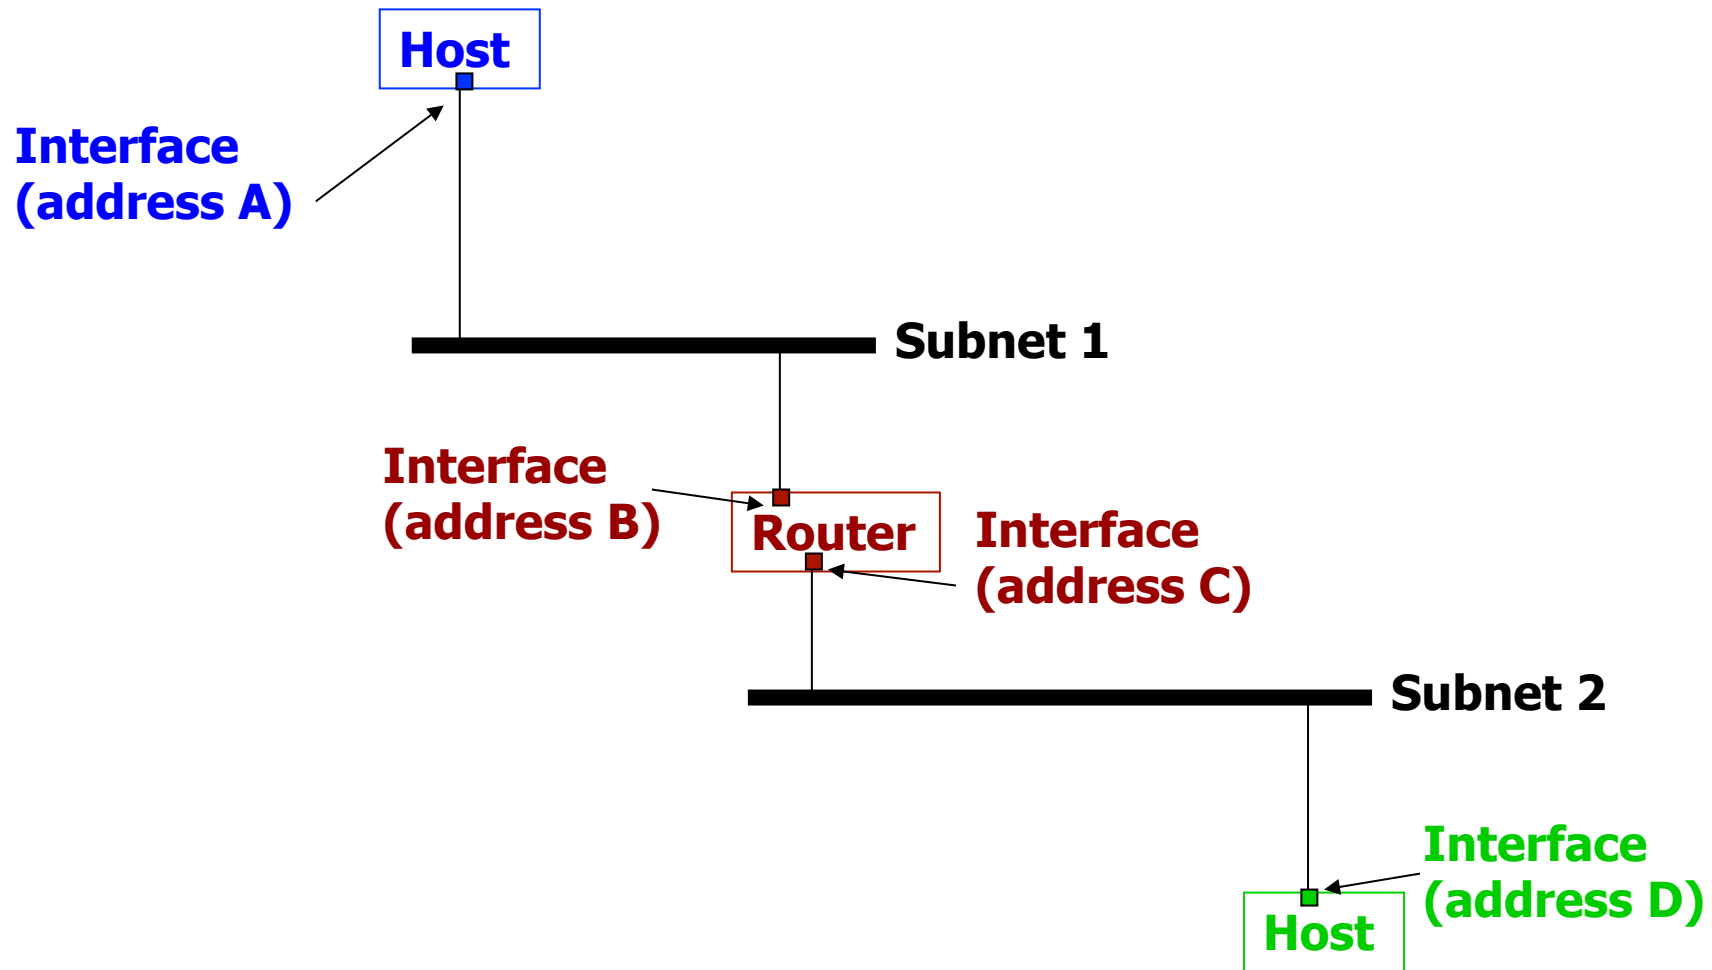 Host
Interface
(address A)
Subnet 1
Interface
(address B)
Router
Interface
(address C)
Subnet 2
Interface
(address D)
Host